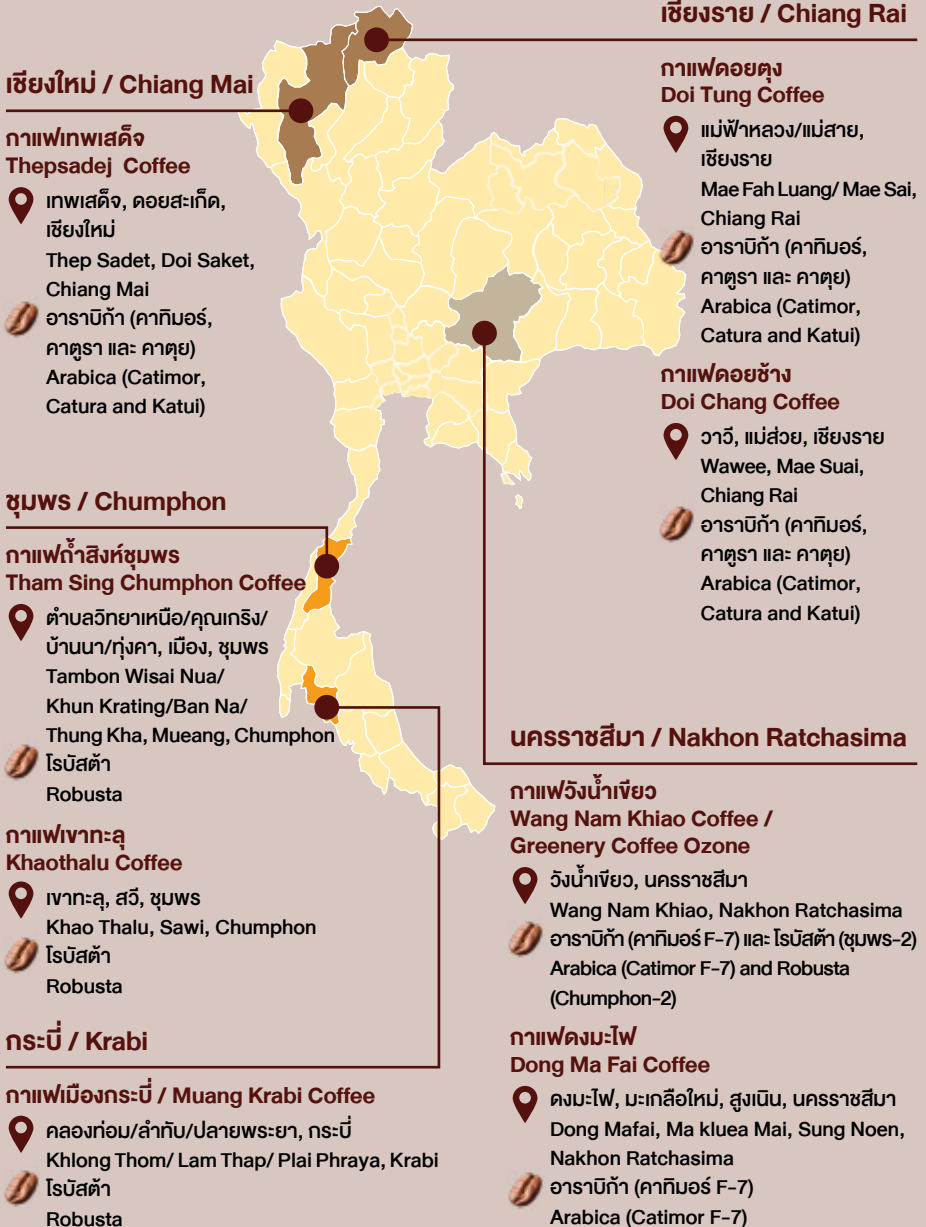 เชียงราย / Chiang Rai
กาแฟดอยตุง
Doi Tung Coffee
แม่ฟ้าหลวง/แม่สาย,
เชียงราย
Mae Fah Luang/ Mae Sai,
Chiang Rai
อาราบิก้า (คาทิมอร์,
คาตูรา และ คาตุย)
Arabica (Catimor,
Catura and Katui)
กาแฟดอยช้าง
Doi Chang Coffee
วาวี, แม่ส่วย, เชียงราย
Wawee, Mae Suai,
Chiang Rai
อาราบิก้า (คาทิมอร์,
คาตูรา และ คาตุย)
Arabica (Catimor,
Catura and Katui)
เชียงใหม่ / Chiang Mai
กาแฟเทพเสด็จ
Thepsadej Coffee
เทพเสด็จ, ดอยสะเก็ด,
เชียงใหม่
Thep Sadet, Doi Saket,
Chiang Mai
อาราบิก้า (คาทิมอร์,
คาตูรา และ คาตุย)
Arabica (Catimor,
Catura and Katui)
ชุมพร / Chumphon
กาแฟถ้ำสิงห์ชุมพร
Tham Sing Chumphon Coffee
ตำบลวิทยาเหนือ/คุณเกริง/
บ้านนา/ทุ่งคา, เมือง, ชุมพร
Tambon Wisai Nua/
Khun Krating/Ban Na/
Thung Kha, Mueang, Chumphon
โรบัสต้า
Robusta
กาแฟเขาทะลุ
Khaothalu Coffee
เขาทะลุ, สวี, ชุมพร
Khao Thalu, Sawi, Chumphon
โรบัสต้า
Robusta
กระบี่ / Krabi
กาแฟเมืองกระบี่ / Muang Krabi Coffee
คลองท่อม/ลำทับ/ปลายพระยา, กระบี่
Khlong Thom/ Lam Thap/ Plai Phraya, Krabi
โรบัสต้า
Robusta
นครราชสีมา / Nakhon Ratchasima
กาแฟวังน้ำเขียว
Wang Nam Khiao Coffee /
Greenery Coffee Ozone
วังน้ำเขียว, นครราชสีมา
Wang Nam Khiao, Nakhon Ratchasima
อาราบิก้า (คาทิมอร์ F-7) และ โรบัสต้า (ชุมพร-2)
Arabica (Catimor F-7) and Robusta
(Chumphon-2)
กาแฟดงมะไฟ
Dong Ma Fai Coffee
ดงมะไฟ, มะเกลือใหม่, สูงเนิน, นครราชสีมา
Dong Mafai, Ma kluea Mai, Sung Noen,
Nakhon Ratchasima
อาราบิก้า (คาทิมอร์ F-7)
Arabica (Catimor F-7)